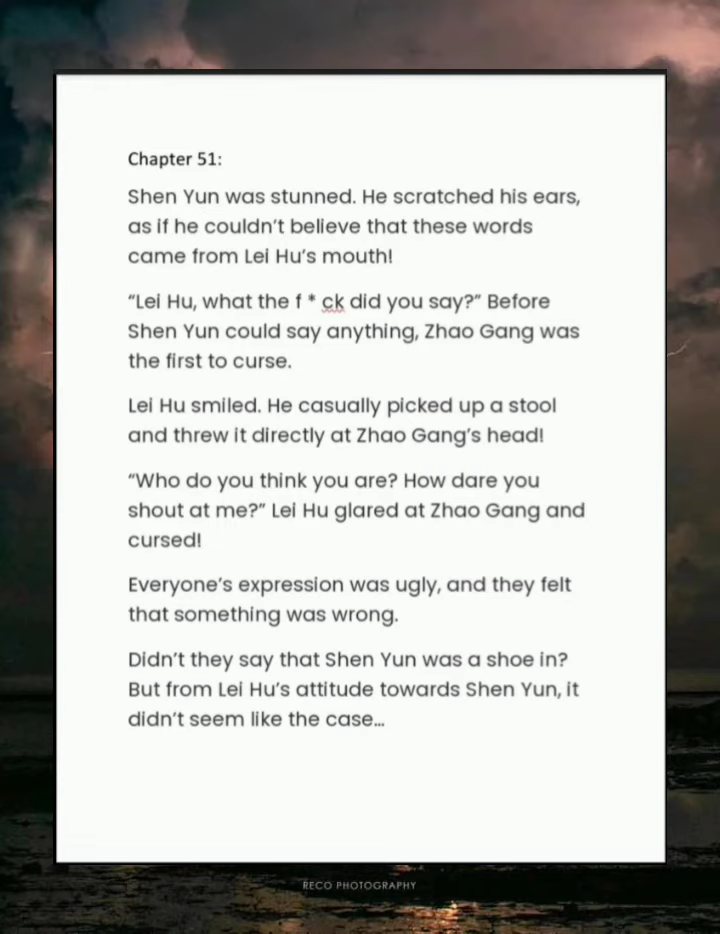 Chapter 51:
Shen Yun was stunned. He scratched his ears,
as if he couldn’t believe that these words
came from Lei Hu’s mouth!
“Lei Hu, what the f * ck did you say?” Before
Shen Yun could say anything, Zhao Gang was
the first to curse.
Lei Hu smiled. He casually picked up a stool
and threw it directly at Zhao Gang’s head!
“Who do you think you are? How dare you
shout at me?” Lei Hu glared at Zhao Gang and
cursed!
Everyone’s expression was ugly, and they felt
that something was wrong.
Didn’t they say that Shen Yun was a shoe in?
But from Lei Hu’s attitude towards Shen Yun, it
didn’t seem like the case…
RECO PHOTOGRAPHY